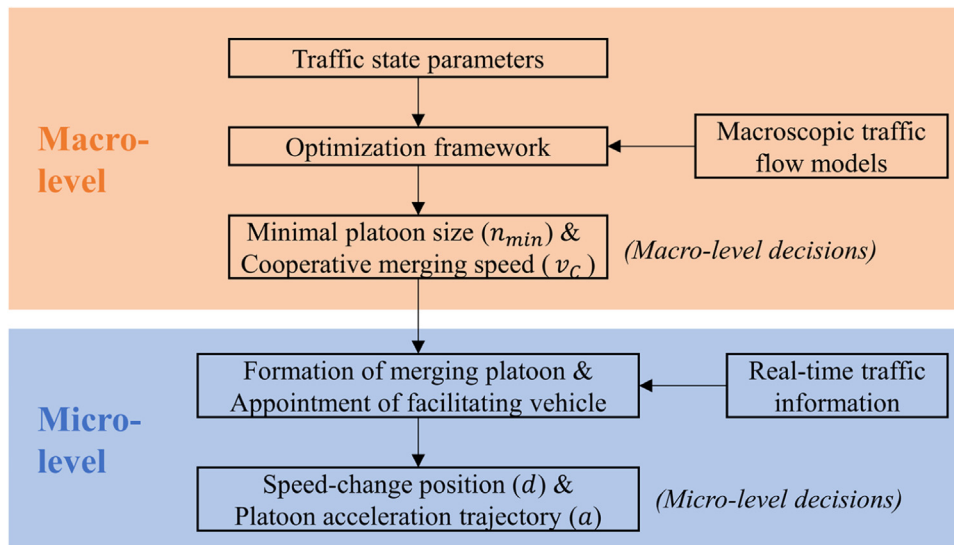 Macro-
level
Traffic state parameters
Optimization framework
Macroscopic traffic
flow models
Minimal platoon size (n_min) &
Cooperative merging speed (v_C)
(Macro-level decisions)
Micro-
level
Formation of merging platoon &
Appointment of facilitating vehicle
Real-time traffic
information
Speed-change position (d) &
Platoon acceleration trajectory (a)
(Micro-level decisions)